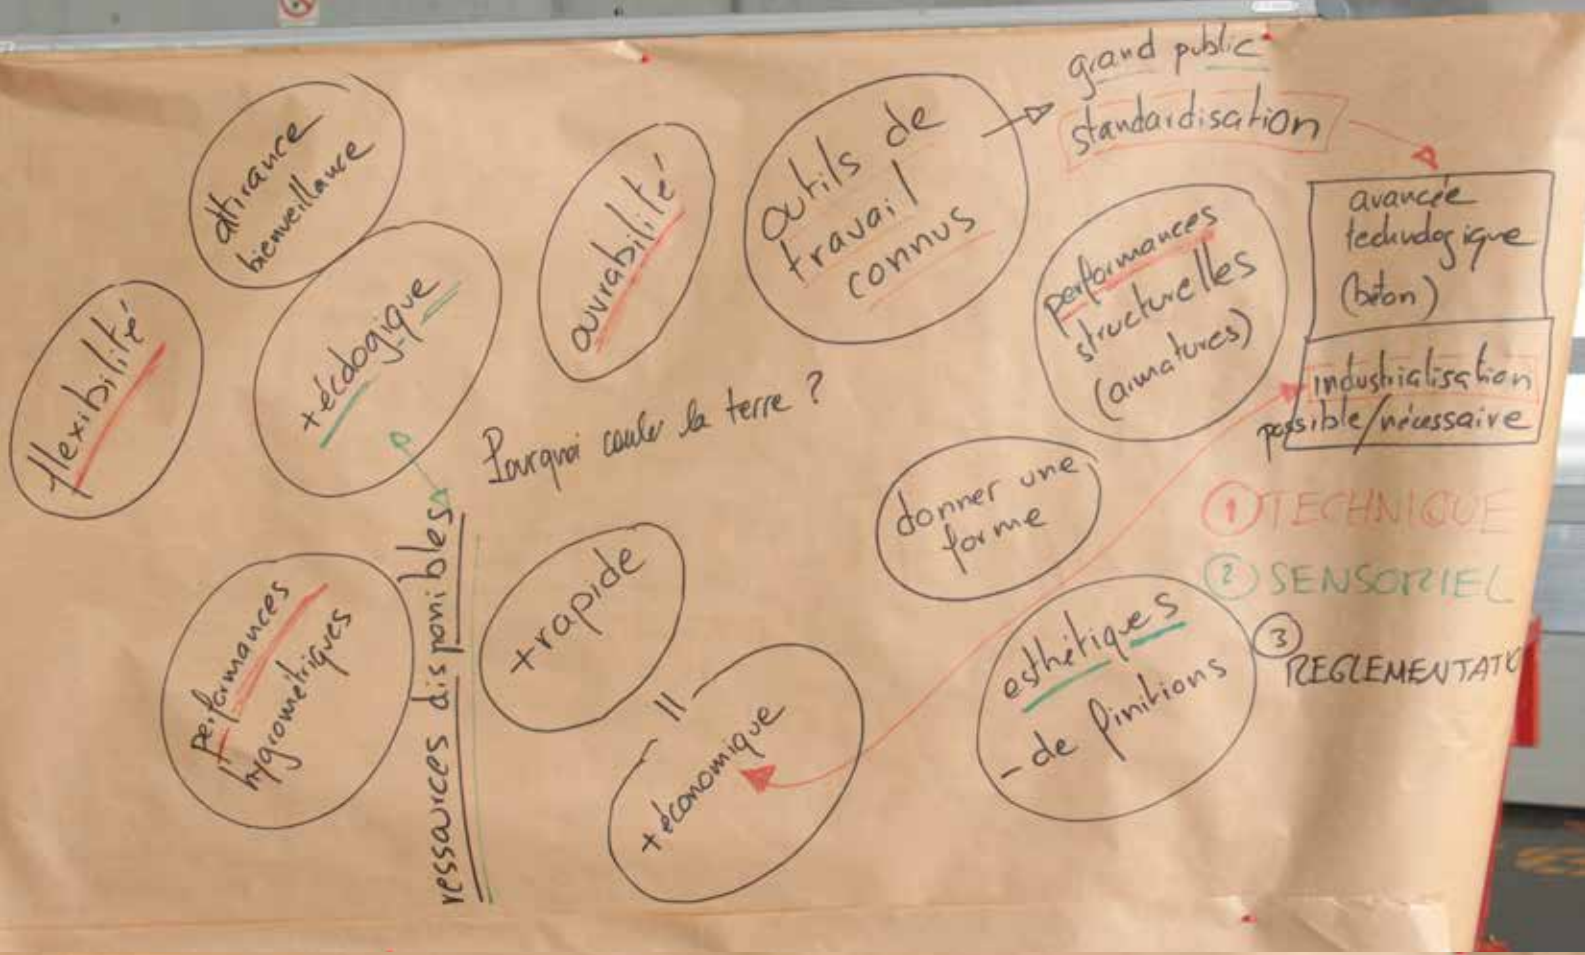 grand public
standardisation
attirance
bienveillance
ouvrabilité
outils de
travail
connus
avancée
technologique
(béton)
performances
structurelles
(armatures)
flexibilité
+écologique
industrialisation
possible/nécessaire
Pourquoi couler la terre ?
donner une
forme
1 TECHNIQUE
2 SENSORIEL
3
REGLEMENTATIO
performances
hygrométriques
ressources disponibles
+rapide
=
+économique
esthétiques
- de finitions